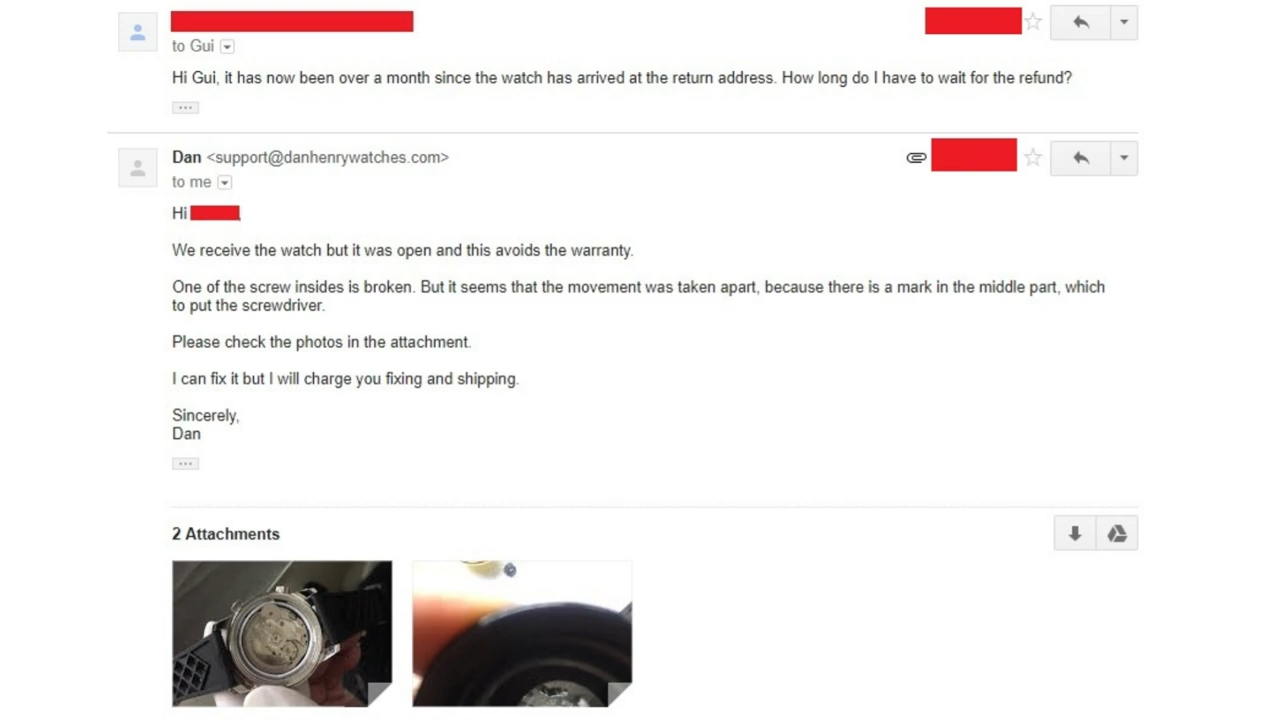 to Gui
Hi Gui, it has now been over a month since the watch has arrived at the return address. How long do I have to wait for the refund?
Dan <support@danhenrywatches.com>
to me
Hi
We receive the watch but it was open and this avoids the warranty.
One of the screw insides is broken. But it seems that the movement was taken apart, because there is a mark in the middle part, which
to put the screwdriver.
Please check the photos in the attachment.
I can fix it but I will charge you fixing and shipping.
Sincerely,
Dan
2 Attachments